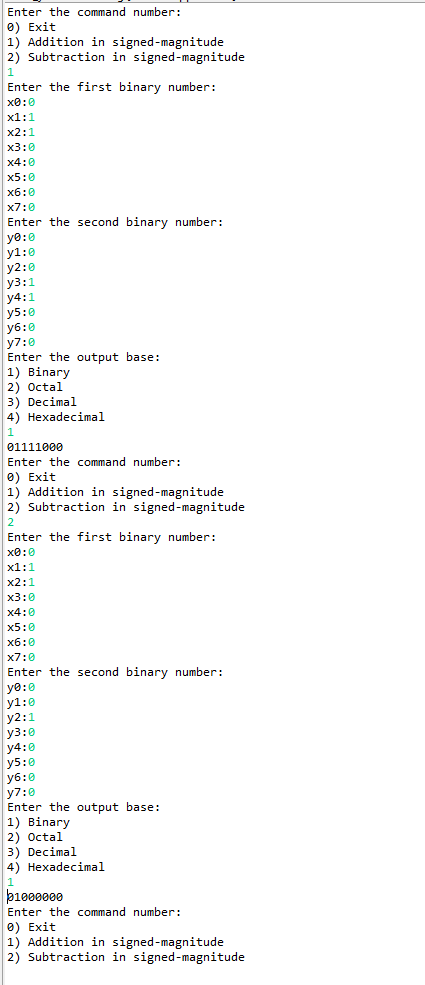 Enter the command number:
0) Exit
1) Addition in signed-magnitude
2) Subtraction in signed-magnitude
1
Enter the first binary number:
x0:0
x1:1
x2:1
x3:0
x4:0
x5:0
x6:0
x7:0
Enter the second binary number:
y0:0
y1:0
y2:0
y3:1
y4:1
y5:0
y6:0
y7:0
Enter the output base:
1) Binary
2) Octal
3) Decimal
4) Hexadecimal
1
01111000
Enter the command number:
0) Exit
1) Addition in signed-magnitude
2) Subtraction in signed-magnitude
2
Enter the first binary number:
x0:0
x1:1
x2:1
x3:0
x4:0
x5:0
x6:0
x7:0
Enter the second binary number:
y0:0
y1:0
y2:1
y3:0
y4:0
y5:0
y6:0
y7:0
Enter the output base:
1) Binary
2) Octal
3) Decimal
4) Hexadecimal
1
01000000
Enter the command number:
0) Exit
1) Addition in signed-magnitude
2) Subtraction in signed-magnitude